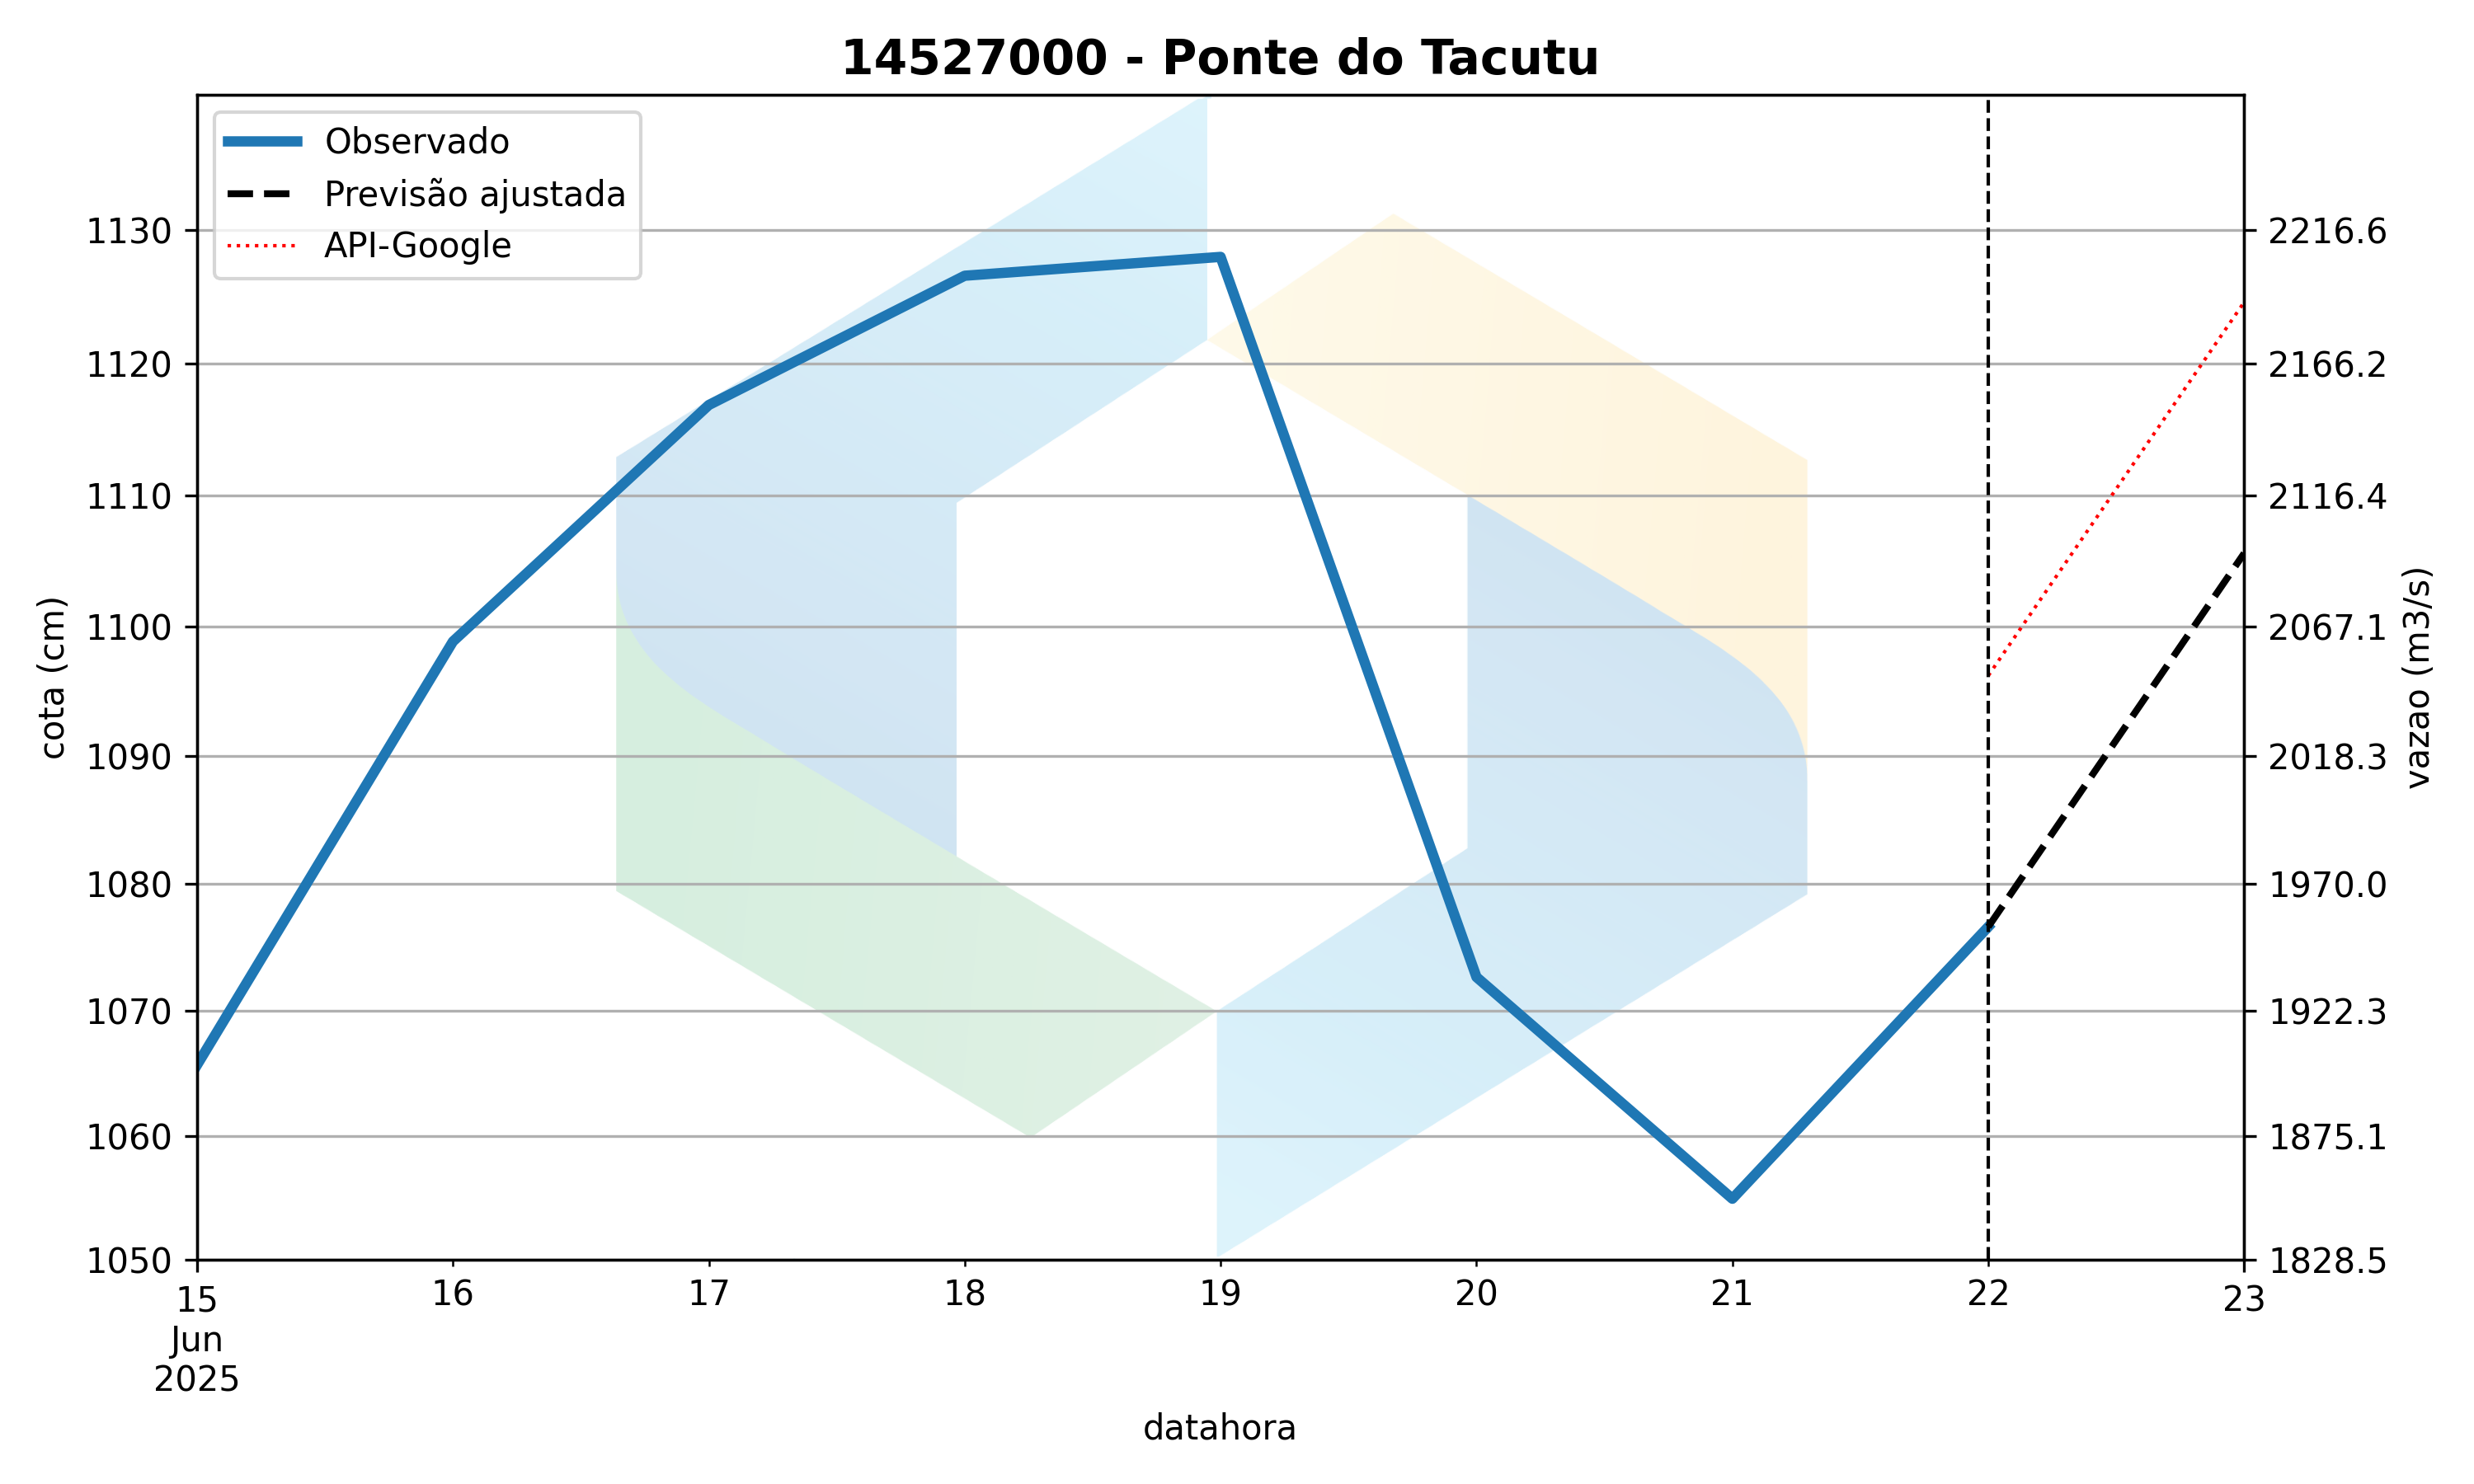 14527000 - Ponte do Tacutu
Observado
Previsão ajustada
API-Google
1130
1120
1110
1100
1090
1080
1070
1060
1050
cota (cm)
2216.6
2166.2
2116.4
2067.1
2018.3
1970.0
1922.3
1875.1
1828.5
vazao (m3/s)
15 16 17 18 19 20 21 22 23
Jun
2025
datahora